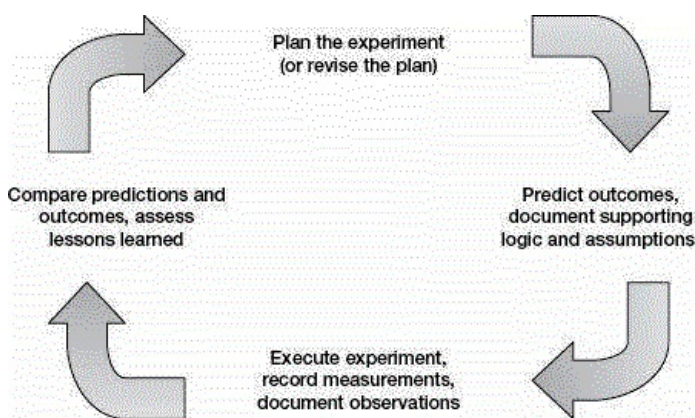 Plan the experiment
(or revise the plan)
Predict outcomes,
document supporting
logic and assumptions
Execute experiment,
record measurements,
document observations
Compare predictions and
outcomes, assess
lessons learned